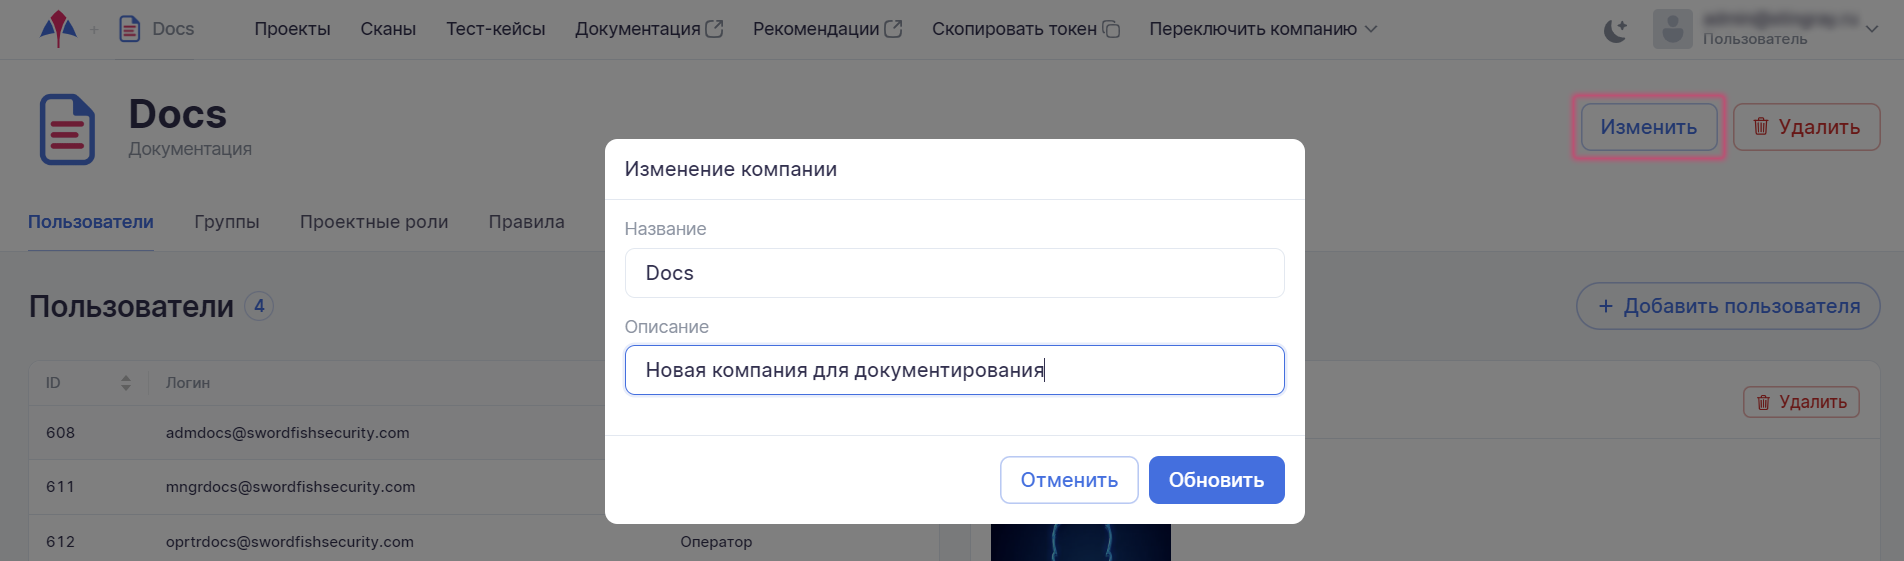 + Docs Проекты Сканы Тест-кейсы Документация Рекомендации Скопировать токен Переключить компанию
Пользователь
Docs
Документация
Изменить Удалить
Пользователи Группы Проектные роли Правила
Пользователи 4
+ Добавить пользователя
ID Логин
Удалить
608 admdocs@swordfishsecurity.com
611 mngrdocs@swordfishsecurity.com
612 oprtrdocs@swordfishsecurity.com Оператор
Изменение компании
Название
Docs
Описание
Новая компания для документирования
Отменить Обновить